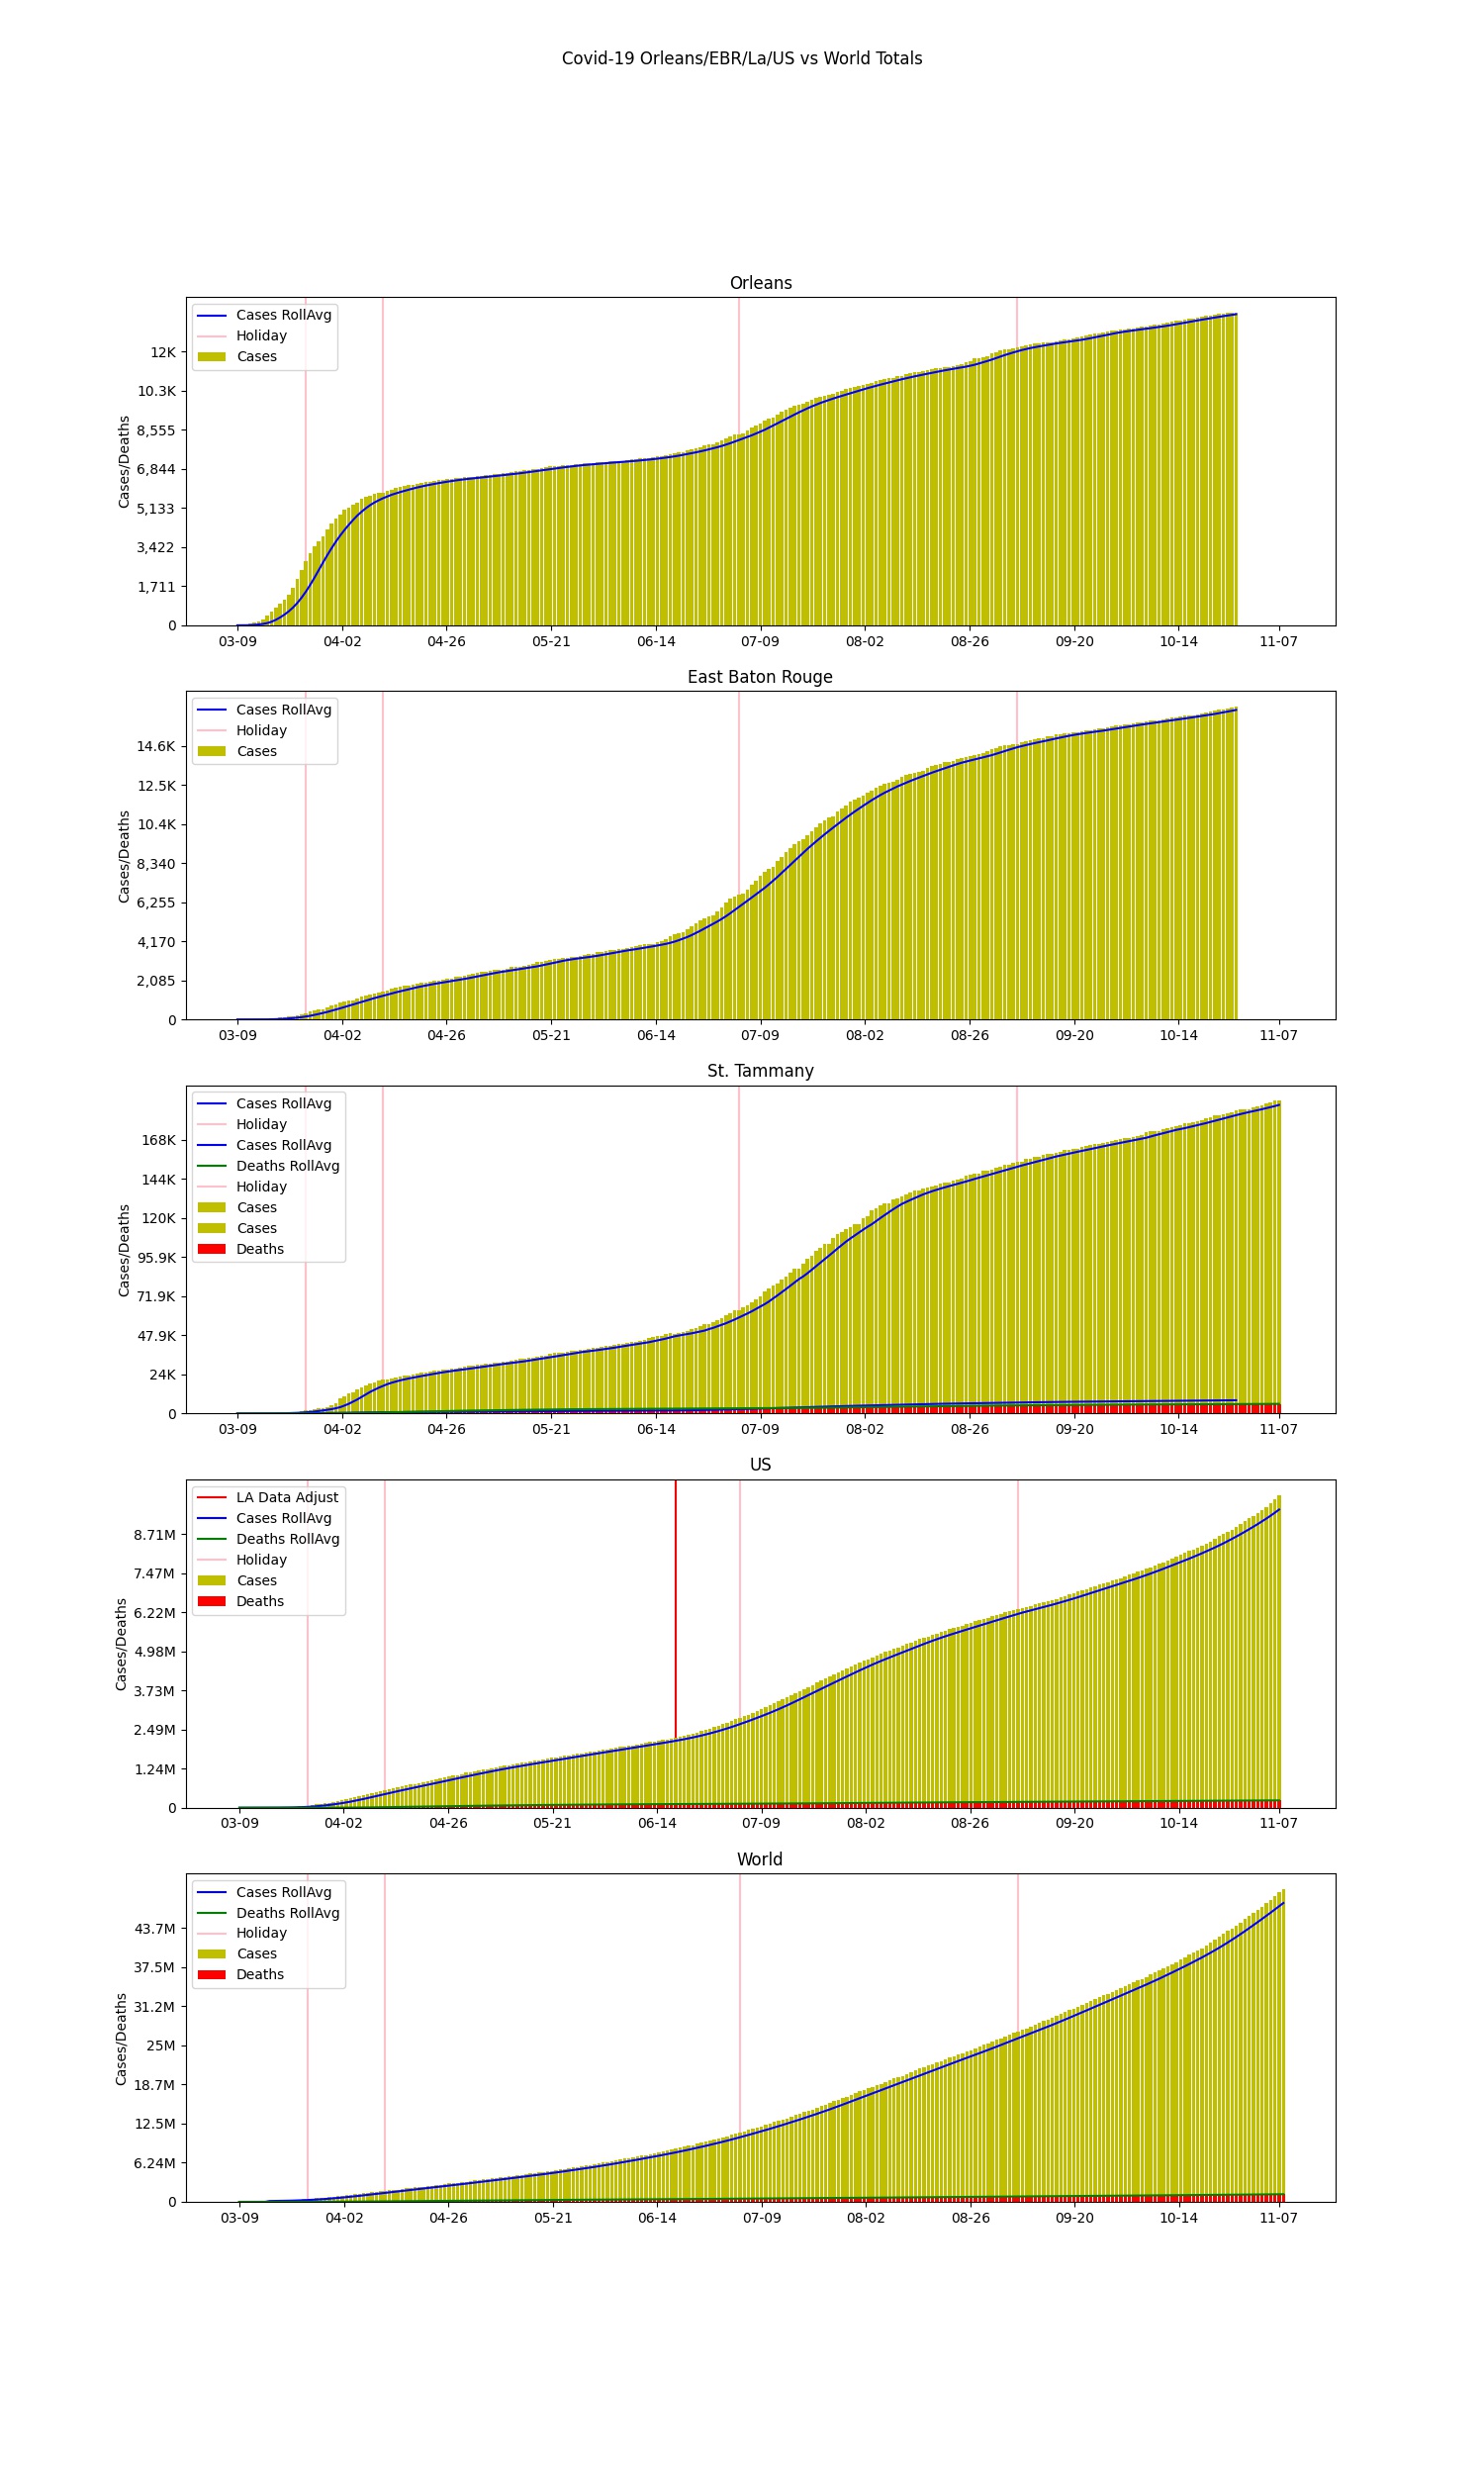 Covid-19 Orleans/EBR/La/US vs World Totals
Orleans
Cases RollAvg
Holiday
Cases
Cases/Deaths
12K
10.3K
8,555
6,844
5,133
3,422
1,711
0
03-09 04-02 04-26 05-21 06-14 07-09 08-02 08-26 09-20 10-14 11-07
East Baton Rouge
Cases RollAvg
Holiday
Cases
Cases/Deaths
14.6K
12.5K
10.4K
8,340
6,255
4,170
2,085
0
03-09 04-02 04-26 05-21 06-14 07-09 08-02 08-26 09-20 10-14 11-07
St. Tammany
Cases RollAvg
Holiday
Cases RollAvg
Deaths RollAvg
Holiday
Cases
Cases
Deaths
Cases/Deaths
168K
144K
120K
95.9K
71.9K
47.9K
24K
0
03-09 04-02 04-26 05-21 06-14 07-09 08-02 08-26 09-20 10-14 11-07
US
LA Data Adjust
Cases RollAvg
Deaths RollAvg
Holiday
Cases
Deaths
Cases/Deaths
8.71M
7.47M
6.22M
4.98M
3.73M
2.49M
1.24M
0
03-09 04-02 04-26 05-21 06-14 07-09 08-02 08-26 09-20 10-14 11-07
World
Cases RollAvg
Deaths RollAvg
Holiday
Cases
Deaths
Cases/Deaths
43.7M
37.5M
31.2M
25M
18.7M
12.5M
6.24M
0
03-09 04-02 04-26 05-21 06-14 07-09 08-02 08-26 09-20 10-14 11-07